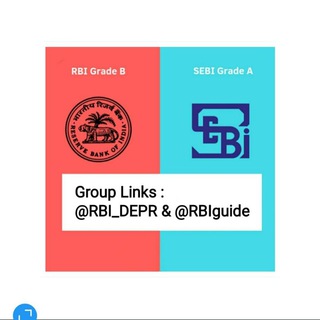 RBI Grade B
SEBI Grade A
भारतीय रिज़र्व बैंक
RESERVE BANK OF INDIA
SEBI
Group Links :
@RBI_DEPR & @RBIguide